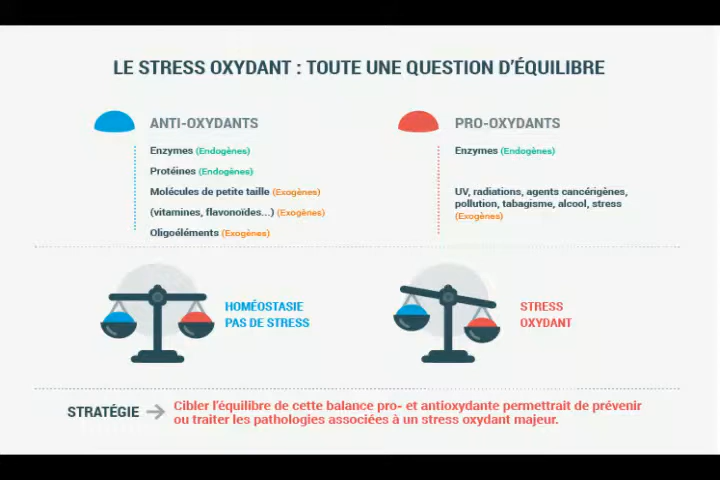 LE STRESS OXYDANT : TOUTE UNE QUESTION D'ÉQUILIBRE
ANTI-OXYDANTS
Enzymes (Endogènes)
Protéines (Endogènes)
Molécules de petite taille (Exogènes)
(vitamines, flavonoïdes...) (Exogènes)
Oligoéléments (Exogènes)
PRO-OXYDANTS
Enzymes (Endogènes)
UV, radiations, agents cancérigènes,
pollution, tabagisme, alcool, stress
(Exogènes)
HOMÉOSTASIE
PAS DE STRESS
STRESS
OXYDANT
STRATÉGIE
Cibler l'équilibre de cette balance pro- et antioxydante permettrait de prévenir
ou traiter les pathologies associées à un stress oxydant majeur.